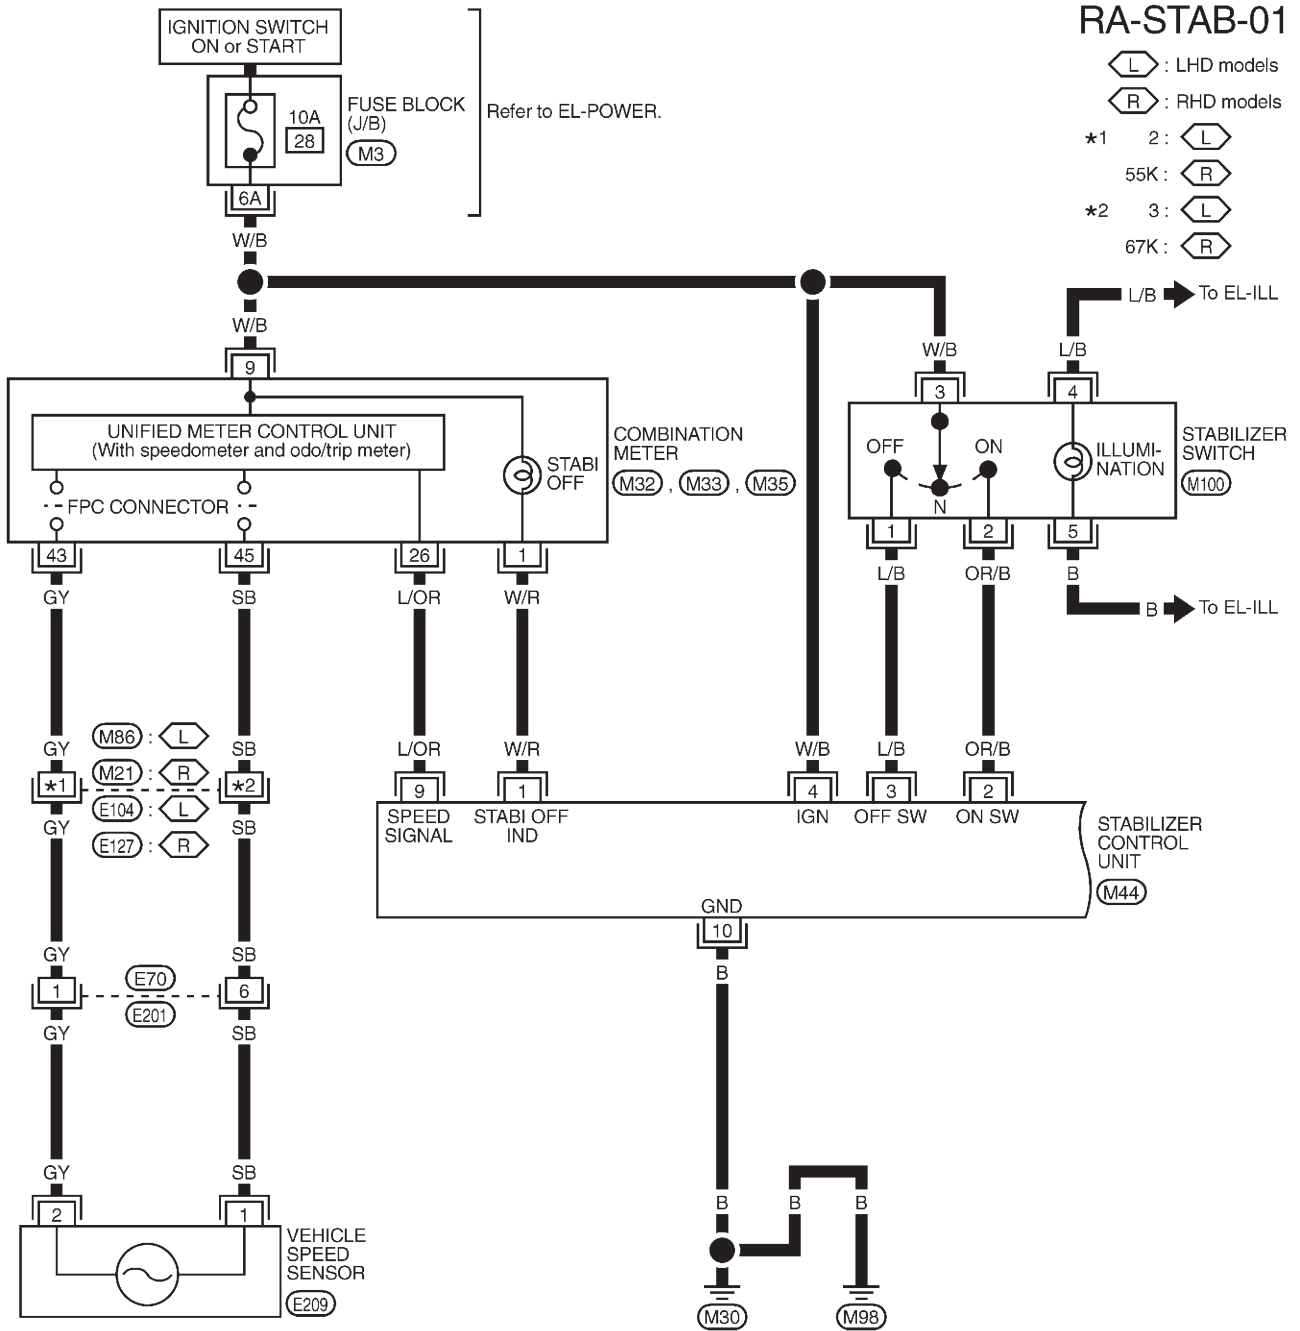 RA-STAB-01
IGNITION SWITCH
ON or START
L : LHD models
R : RHD models
10A
28
FUSE BLOCK
(J/B)
M3
Refer to EL-POWER.
*1 2 : L
55K : R
*2 3 : L
67K : R
6A
W/B
W/B
L/B To EL-ILL
W/B
L/B
9
3
4
UNIFIED METER CONTROL UNIT
(With speedometer and odo/trip meter)
STABI
OFF
COMBINATION
METER
M32 , M33 , M35
FPC CONNECTOR
OFF
ON
N
ILLUMI-
NATION
STABILIZER
SWITCH
M100
43
45
26
1
1
2
5
GY
SB
L/OR
W/R
L/B
OR/B
B
B To EL-ILL
M86 : L
M21 : R
E104 : L
E127 : R
GY
SB
L/OR
W/R
W/B
L/B
OR/B
*1
*2
9
1
4
3
2
GY
SB
SPEED
SIGNAL
STABI OFF
IND
IGN
OFF SW
ON SW
STABILIZER
CONTROL
UNIT
M44
GND
10
GY
SB
B
1
E70
E201
6
GY
SB
GY
SB
B
B
B
2
1
VEHICLE
SPEED
SENSOR
E209
M30
M98